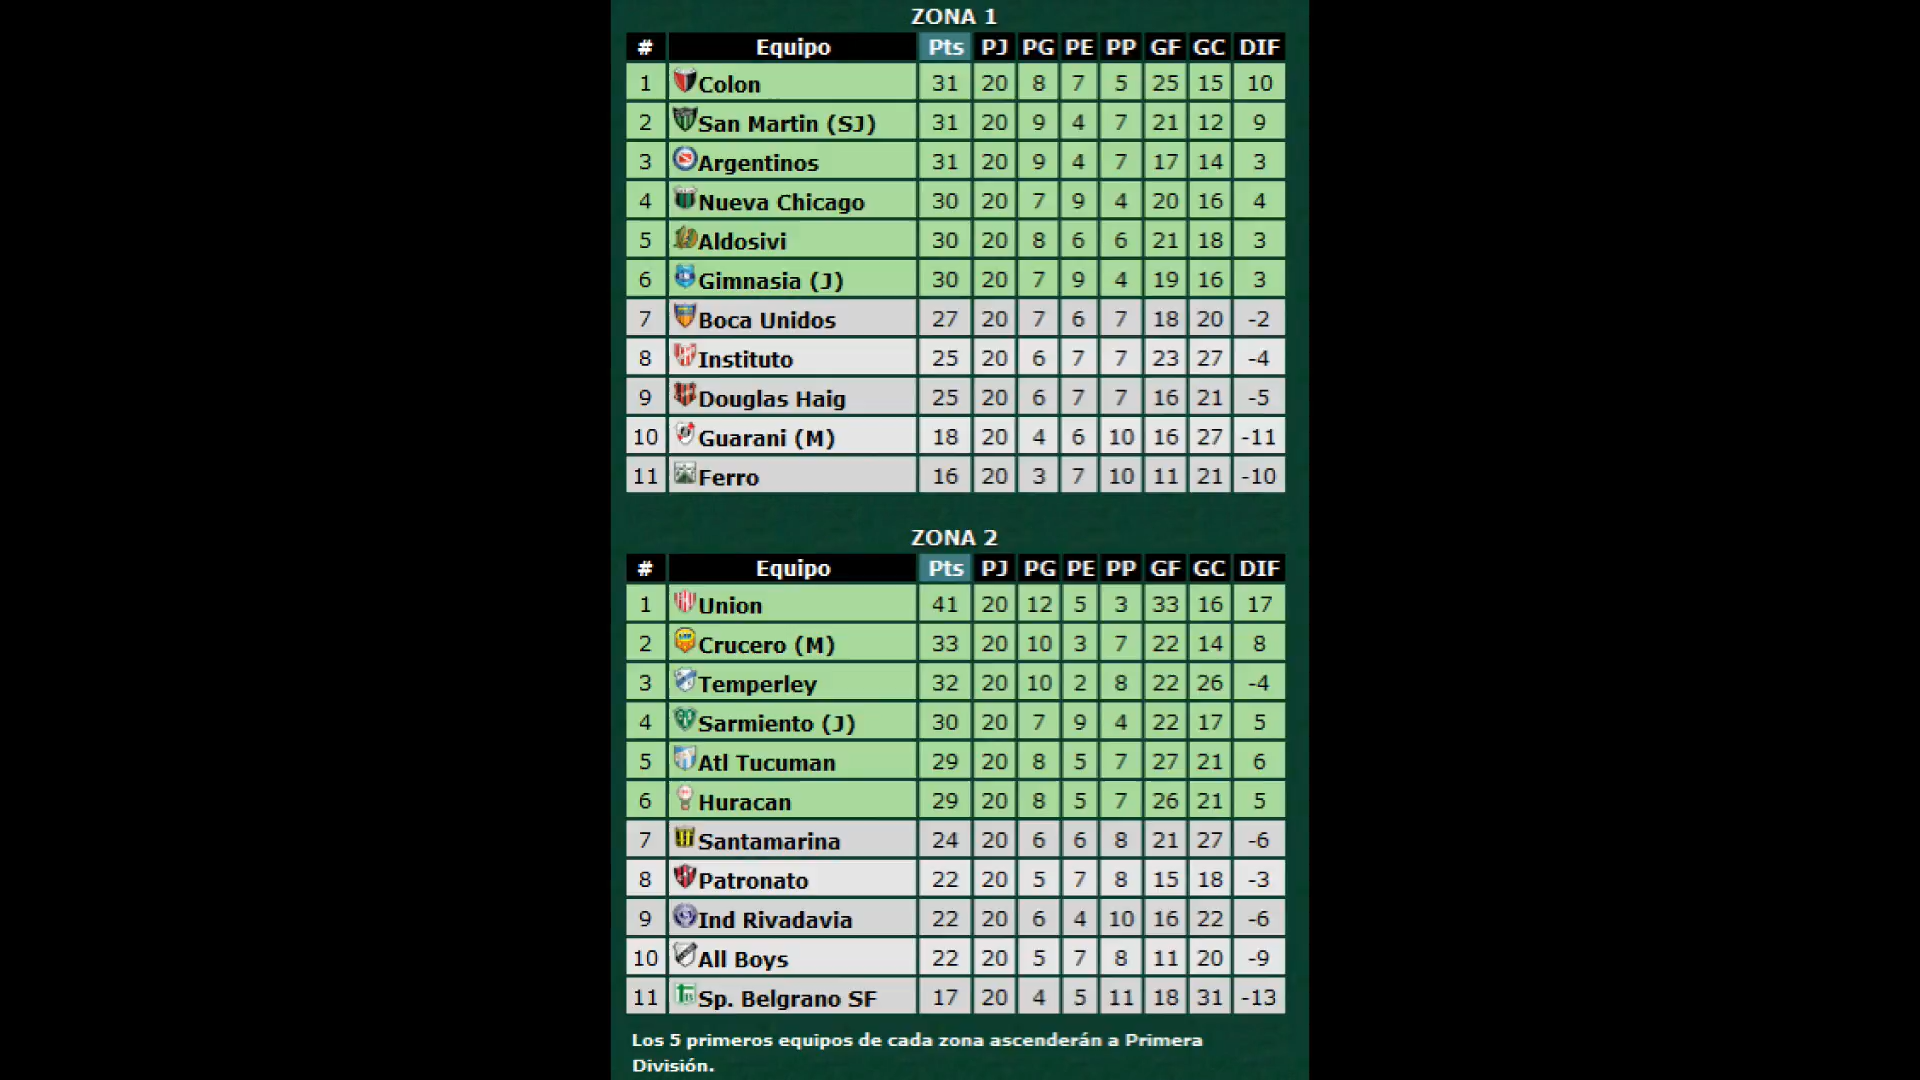 ZONA 1
# Equipo Pts PJ PG PE PP GF GC DIF
1 Colon 31 20 8 7 5 25 15 10
2 San Martin (SJ) 31 20 9 4 7 21 12 9
3 Argentinos 31 20 9 4 7 17 14 3
4 Nueva Chicago 30 20 7 9 4 20 16 4
5 Aldosivi 30 20 8 6 6 21 18 3
6 Gimnasia (J) 30 20 7 9 4 19 16 3
7 Boca Unidos 27 20 7 6 7 18 20 -2
8 Instituto 25 20 6 7 7 23 27 -4
9 Douglas Haig 25 20 6 7 7 16 21 -5
10 Guarani (M) 18 20 4 6 10 16 27 -11
11 Ferro 16 20 3 7 10 11 21 -10
ZONA 2
# Equipo Pts PJ PG PE PP GF GC DIF
1 Union 41 20 12 5 3 33 16 17
2 Crucero (M) 33 20 10 3 7 22 14 8
3 Temperley 32 20 10 2 8 22 26 -4
4 Sarmiento (J) 30 20 7 9 4 22 17 5
5 Atl Tucuman 29 20 8 5 7 27 21 6
6 Huracan 29 20 8 5 7 26 21 5
7 Santamarina 24 20 6 6 8 21 27 -6
8 Patronato 22 20 5 7 8 15 18 -3
9 Ind Rivadavia 22 20 6 4 10 16 22 -6
10 All Boys 22 20 5 7 8 11 20 -9
11 Sp. Belgrano SF 17 20 4 5 11 18 31 -13
Los 5 primeros equipos de cada zona ascenderán a Primera
División.